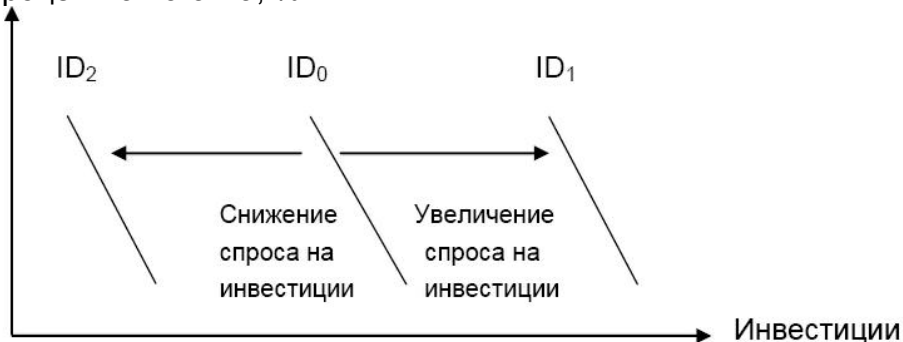 ID₂ ID₀ ID₁
Снижение
спроса на
инвестиции
Увеличение
спроса на
инвестиции
Инвестиции